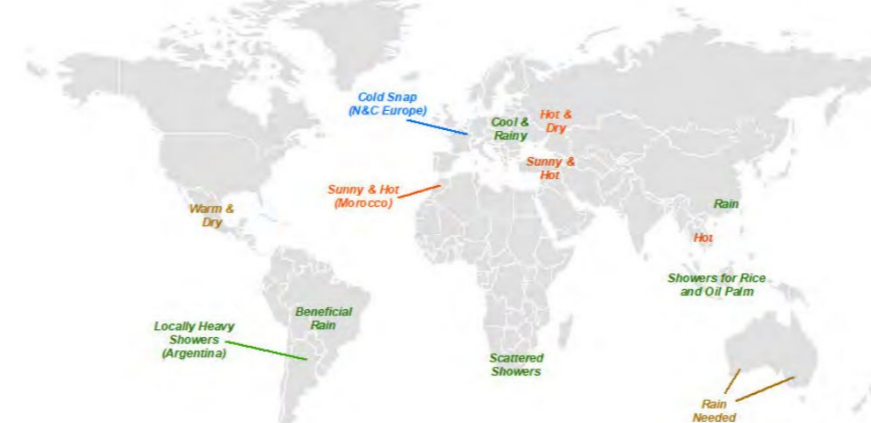 Cold Snap
(N&C Europe)
Cool &
Rainy
Hot &
Dry
Sunny &
Hot
Sunny & Hot
(Morocco)
Warm &
Dry
Rain
Hot
Showers for Rice
and Oil Palm
Beneficial
Rain
Locally Heavy
Showers
(Argentina)
Scattered
Showers
Rain
Needed